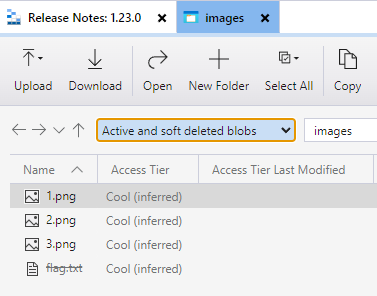 Release Notes: 1.23.0 images
Upload Download Open New Folder Select All Copy
Active and soft deleted blobs images
Name Access Tier Access Tier Last Modified
1.png Cool (inferred)
2.png Cool (inferred)
3.png Cool (inferred)
flag.txt Cool (inferred)